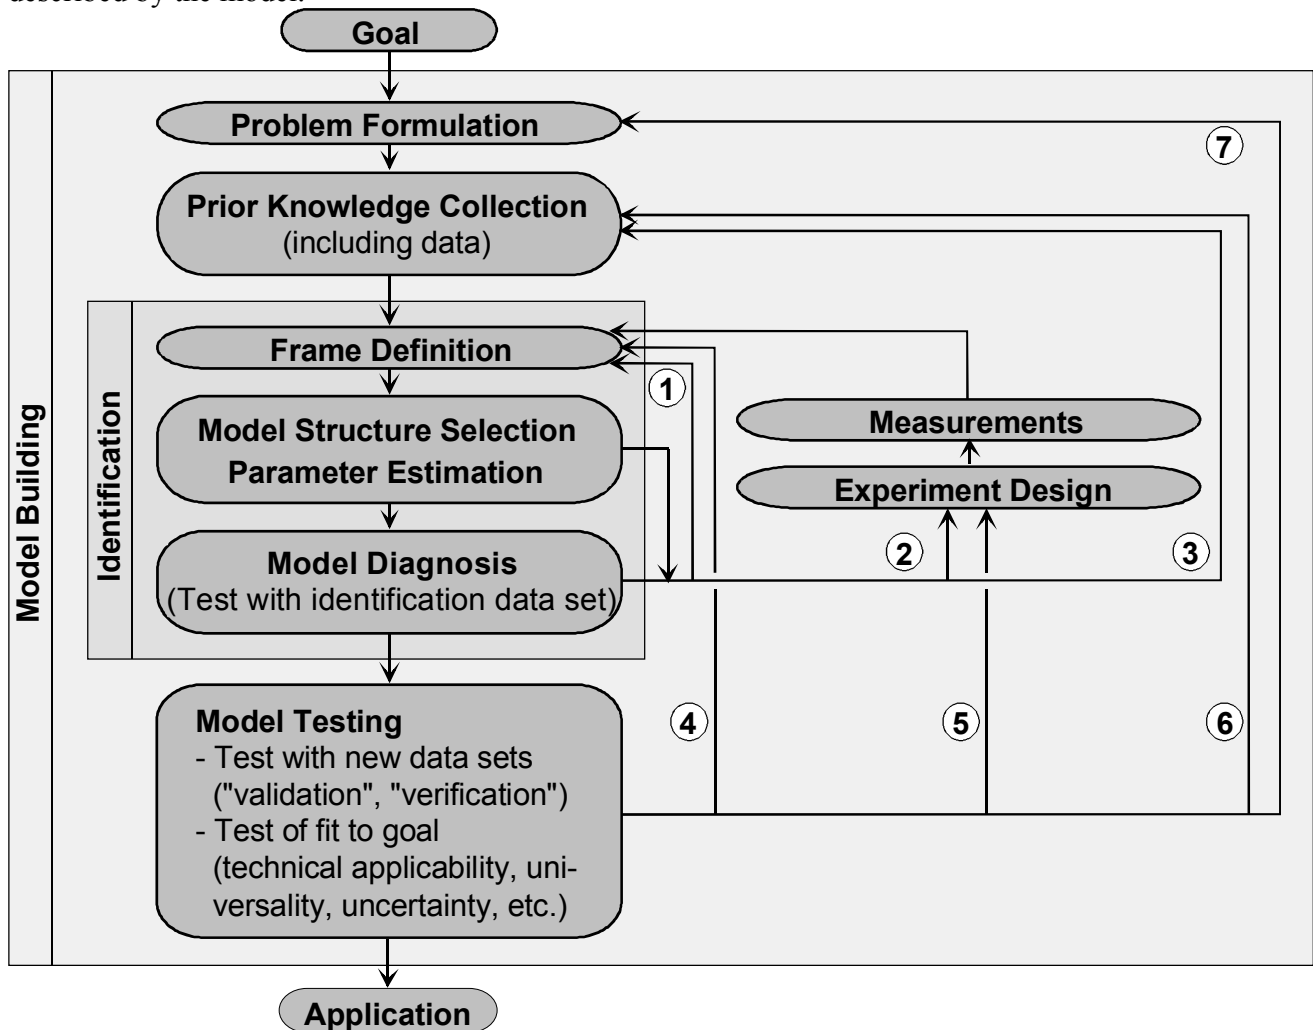 described by the model.
Goal
Problem Formulation
7
Prior Knowledge Collection
(including data)
Frame Definition
1
Model Structure Selection
Parameter Estimation
Measurements
Experiment Design
Model Diagnosis
(Test with identification data set)
2
3
Identification
Model Building
Model Testing
- Test with new data sets
("validation", "verification")
- Test of fit to goal
(technical applicability, uni-
versality, uncertainty, etc.)
4
5
6
Application